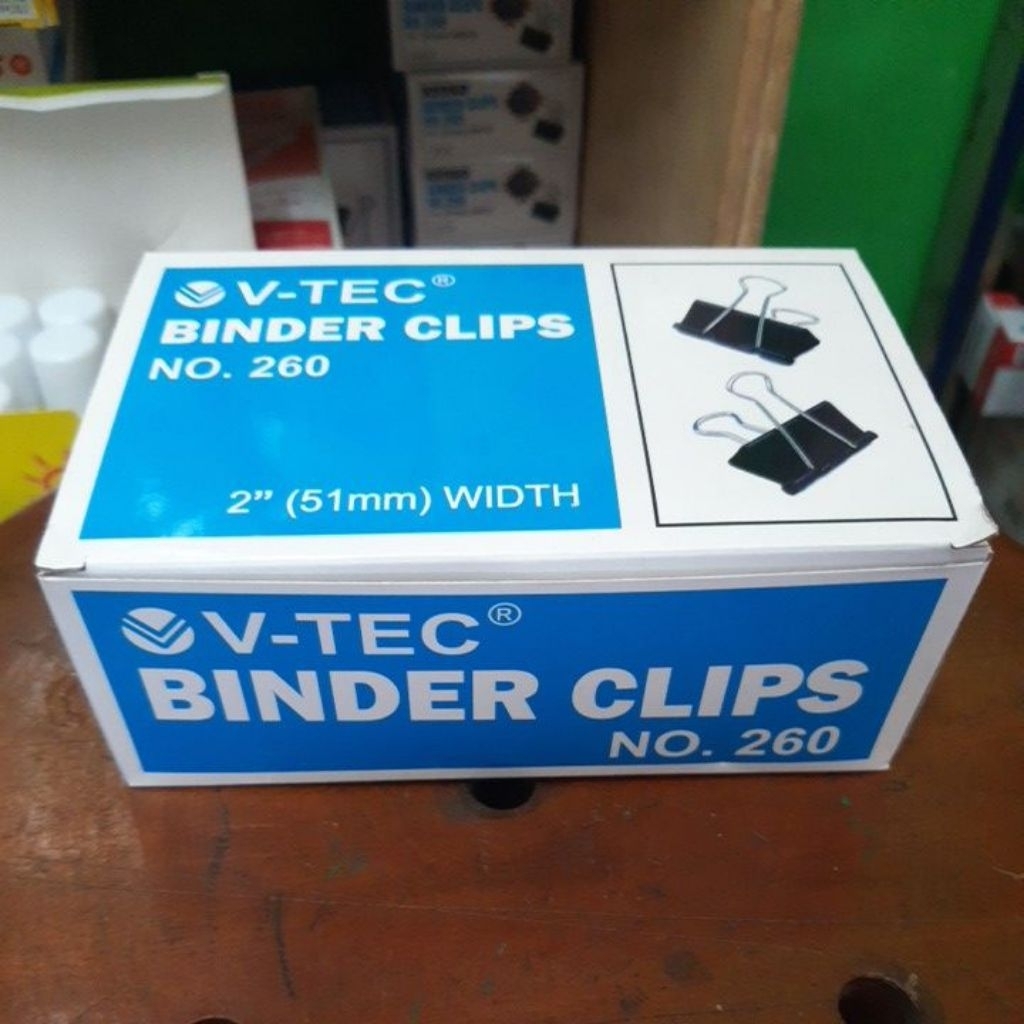 V-TEC®
BINDER CLIPS
NO. 260
2” (51mm) WIDTH
V-TEC®
BINDER CLIPS
NO. 260